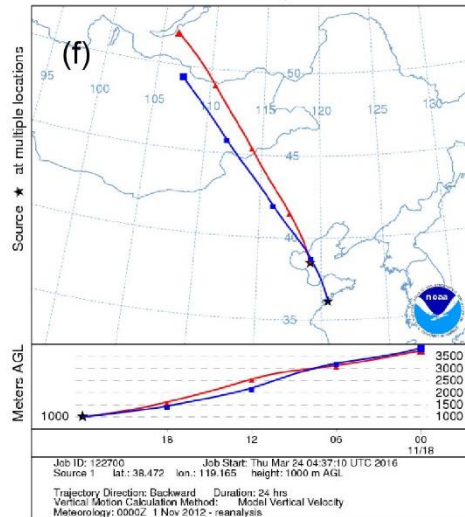 (f)
Source ★ at multiple locations
95
100
105
110
115
120
125
50
45
40
35
noaa
Meters AGL
1000
3500
3000
2500
2000
1500
1000
18
12
06
00
11/18
Job ID: 122700 Job Start: Thu Mar 24 04:37:10 UTC 2016
Source 1 lat.: 38.472 lon.: 119.165 height: 1000 m AGL
Trajectory Direction: Backward Duration: 24 hrs
Vertical Motion Calculation Method: Model Vertical Velocity
Meteorology: 0000Z 1 Nov 2012 - reanalysis